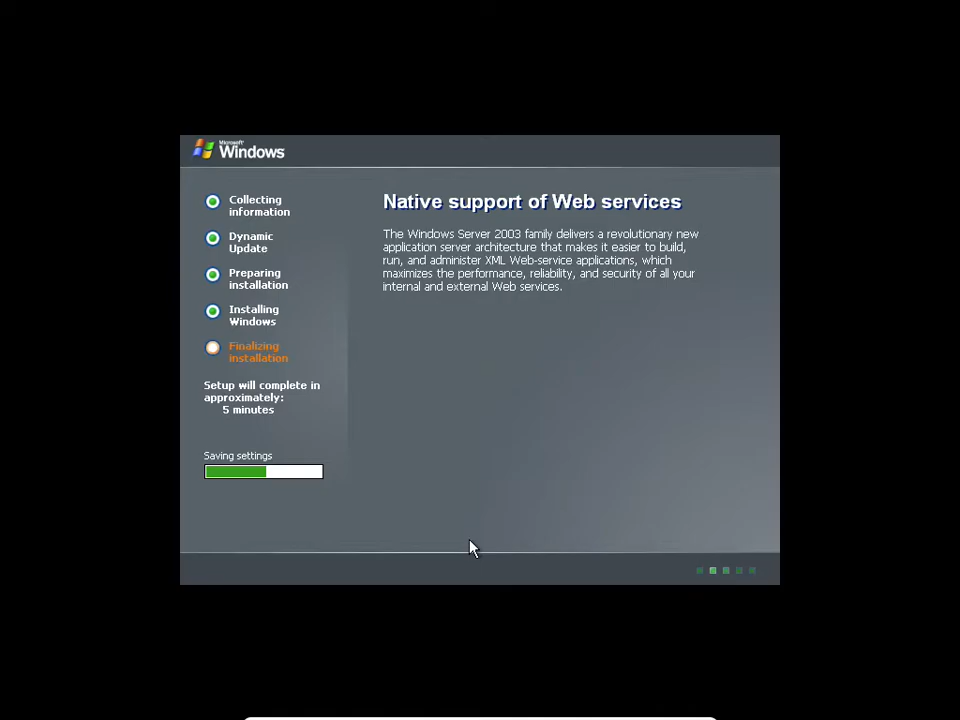 Microsoft
Windows
Collecting
information
Dynamic
Update
Preparing
installation
Installing
Windows
Finalizing
installation
Setup will complete in
approximately:
5 minutes
Saving settings
Native support of Web services
The Windows Server 2003 family delivers a revolutionary new
application server architecture that makes it easier to build,
run, and administer XML Web-service applications, which
maximizes the performance, reliability, and security of all your
internal and external Web services.